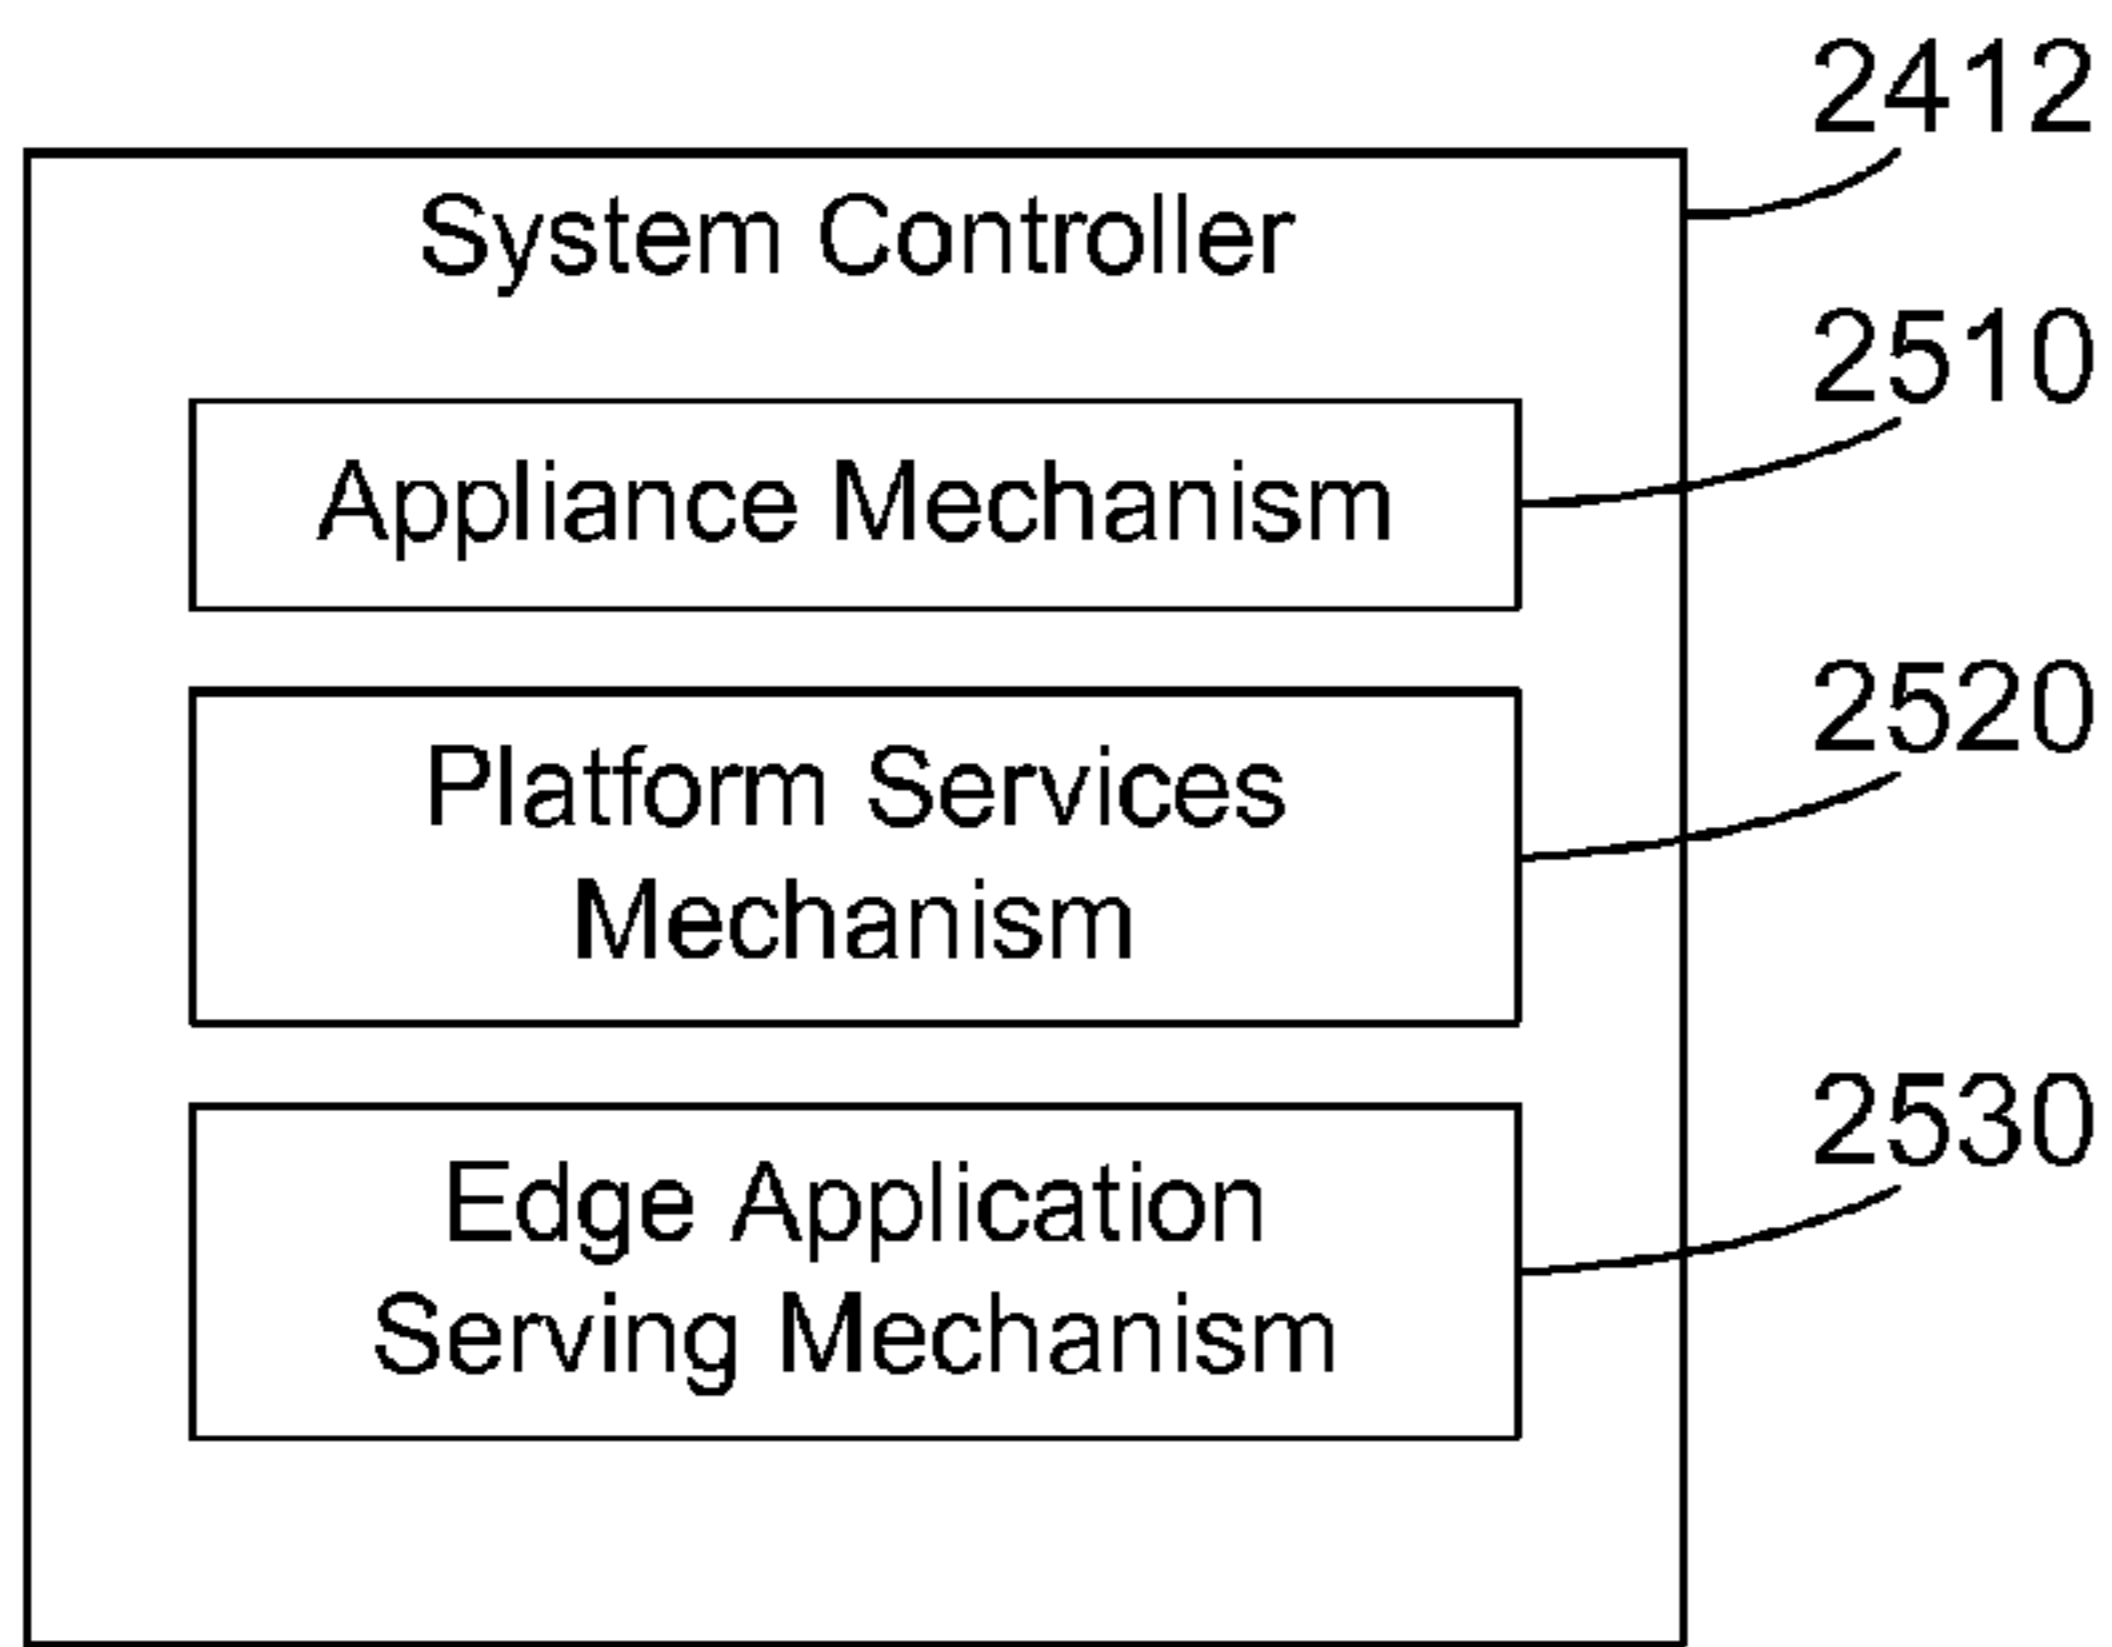 2412
System Controller
2510
Appliance Mechanism
2520
Platform Services
Mechanism
2530
Edge Application
Serving Mechanism